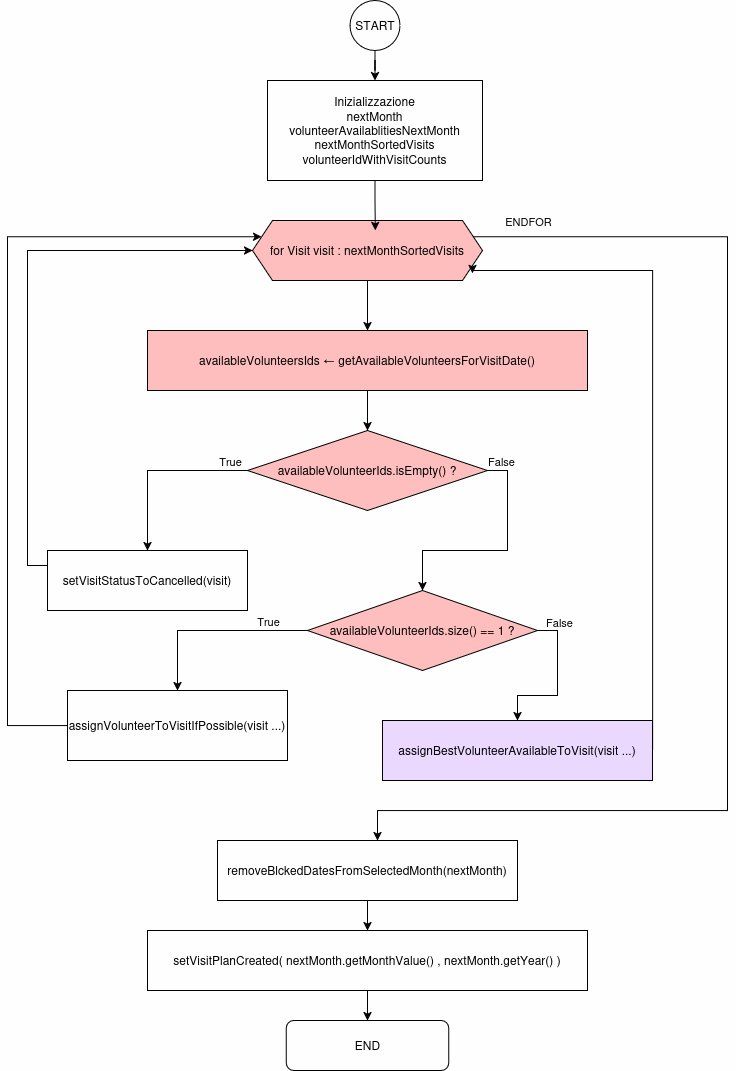 START
Inizializzazione
nextMonth
volunteerAvailablitiesNextMonth
nextMonthSortedVisits
volunteerIdWithVisitCounts
ENDFOR
for Visit visit : nextMonthSortedVisits
availableVolunteersIds ← getAvailableVolunteersForVisitDate()
True
False
availableVolunteerIds.isEmpty() ?
setVisitStatusToCancelled(visit)
True
False
availableVolunteerIds.size() == 1 ?
assignVolunteerToVisitIfPossible(visit ...)
assignBestVolunteerAvailableToVisit(visit ...)
removeBlckedDatesFromSelectedMonth(nextMonth)
setVisitPlanCreated( nextMonth.getMonthValue() , nextMonth.getYear() )
END